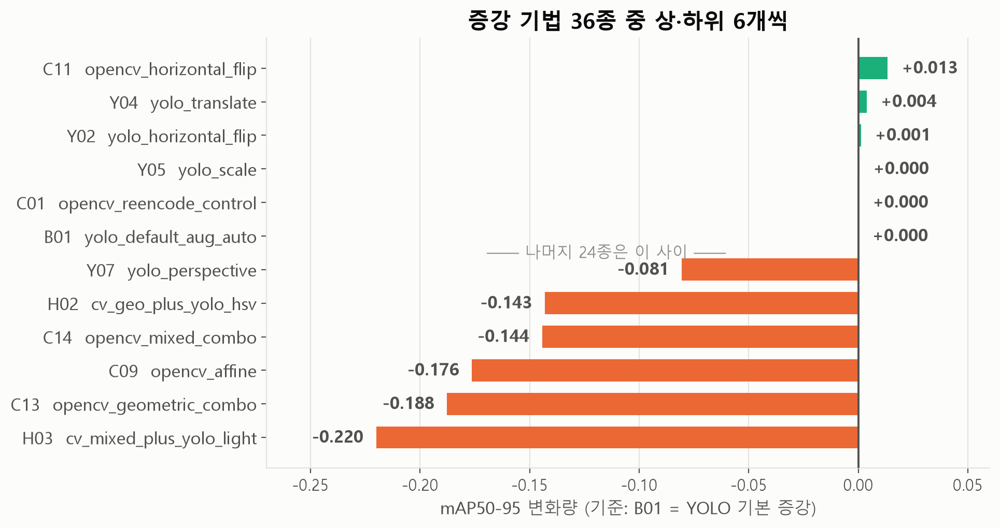 증강 기법 36종 중 상·하위 6개씩
C11 opencv_horizontal_flip +0.013
Y04 yolo_translate +0.004
Y02 yolo_horizontal_flip +0.001
Y05 yolo_scale +0.000
C01 opencv_reencode_control +0.000
B01 yolo_default_aug_auto +0.000
—— 나머지 24종은 이 사이 ——
Y07 yolo_perspective -0.081
H02 cv_geo_plus_yolo_hsv -0.143
C14 opencv_mixed_combo -0.144
C09 opencv_affine -0.176
C13 opencv_geometric_combo -0.188
H03 cv_mixed_plus_yolo_light -0.220
-0.25 -0.20 -0.15 -0.10 -0.05 0.00 0.05
mAP50-95 변화량 (기준: B01 = YOLO 기본 증강)